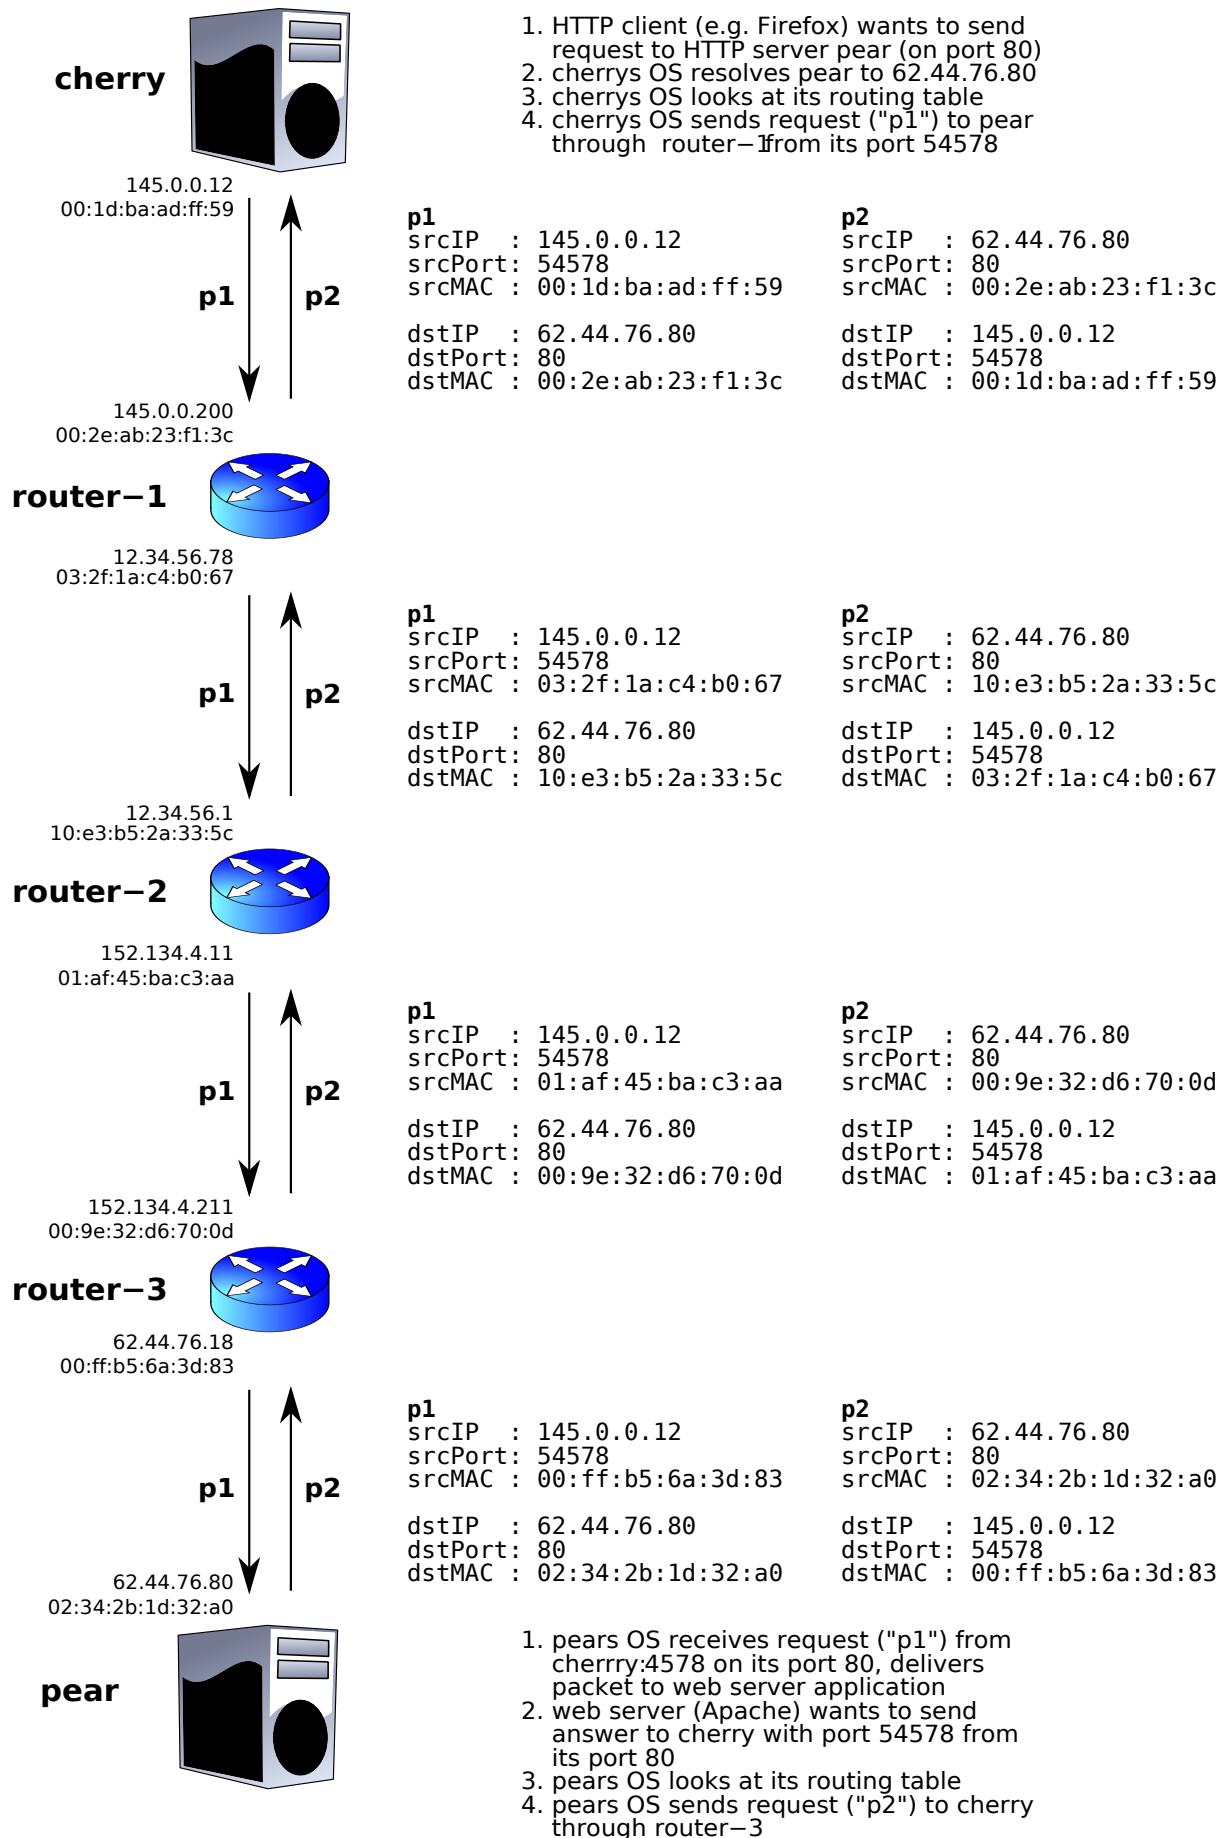 cherry
1. HTTP client (e.g. Firefox) wants to send
request to HTTP server pear (on port 80)
2. cherrys OS resolves pear to 62.44.76.80
3. cherrys OS looks at its routing table
4. cherrys OS sends request ("p1") to pear
through router−1from its port 54578
145.0.0.12
00:1d:ba:ad:ff:59
p1
p2
p1
srcIP  : 145.0.0.12
srcPort: 54578
srcMAC : 00:1d:ba:ad:ff:59
dstIP  : 62.44.76.80
dstPort: 80
dstMAC : 00:2e:ab:23:f1:3c
p2
srcIP  : 62.44.76.80
srcPort: 80
srcMAC : 00:2e:ab:23:f1:3c
dstIP  : 145.0.0.12
dstPort: 54578
dstMAC : 00:1d:ba:ad:ff:59
145.0.0.200
00:2e:ab:23:f1:3c
router−1
12.34.56.78
03:2f:1a:c4:b0:67
p1
p2
p1
srcIP  : 145.0.0.12
srcPort: 54578
srcMAC : 03:2f:1a:c4:b0:67
dstIP  : 62.44.76.80
dstPort: 80
dstMAC : 10:e3:b5:2a:33:5c
p2
srcIP  : 62.44.76.80
srcPort: 80
srcMAC : 10:e3:b5:2a:33:5c
dstIP  : 145.0.0.12
dstPort: 54578
dstMAC : 03:2f:1a:c4:b0:67
12.34.56.1
10:e3:b5:2a:33:5c
router−2
152.134.4.11
01:af:45:ba:c3:aa
p1
p2
p1
srcIP  : 145.0.0.12
srcPort: 54578
srcMAC : 01:af:45:ba:c3:aa
dstIP  : 62.44.76.80
dstPort: 80
dstMAC : 00:9e:32:d6:70:0d
p2
srcIP  : 62.44.76.80
srcPort: 80
srcMAC : 00:9e:32:d6:70:0d
dstIP  : 145.0.0.12
dstPort: 54578
dstMAC : 01:af:45:ba:c3:aa
152.134.4.211
00:9e:32:d6:70:0d
router−3
62.44.76.18
00:ff:b5:6a:3d:83
p1
p2
p1
srcIP  : 145.0.0.12
srcPort: 54578
srcMAC : 00:ff:b5:6a:3d:83
dstIP  : 62.44.76.80
dstPort: 80
dstMAC : 02:34:2b:1d:32:a0
p2
srcIP  : 62.44.76.80
srcPort: 80
srcMAC : 02:34:2b:1d:32:a0
dstIP  : 145.0.0.12
dstPort: 54578
dstMAC : 00:ff:b5:6a:3d:83
62.44.76.80
02:34:2b:1d:32:a0
pear
1. pears OS receives request ("p1") from
cherrry:4578 on its port 80, delivers
packet to web server application
2. web server (Apache) wants to send
answer to cherry with port 54578 from
its port 80
3. pears OS looks at its routing table
4. pears OS sends request ("p2") to cherry
through router−3